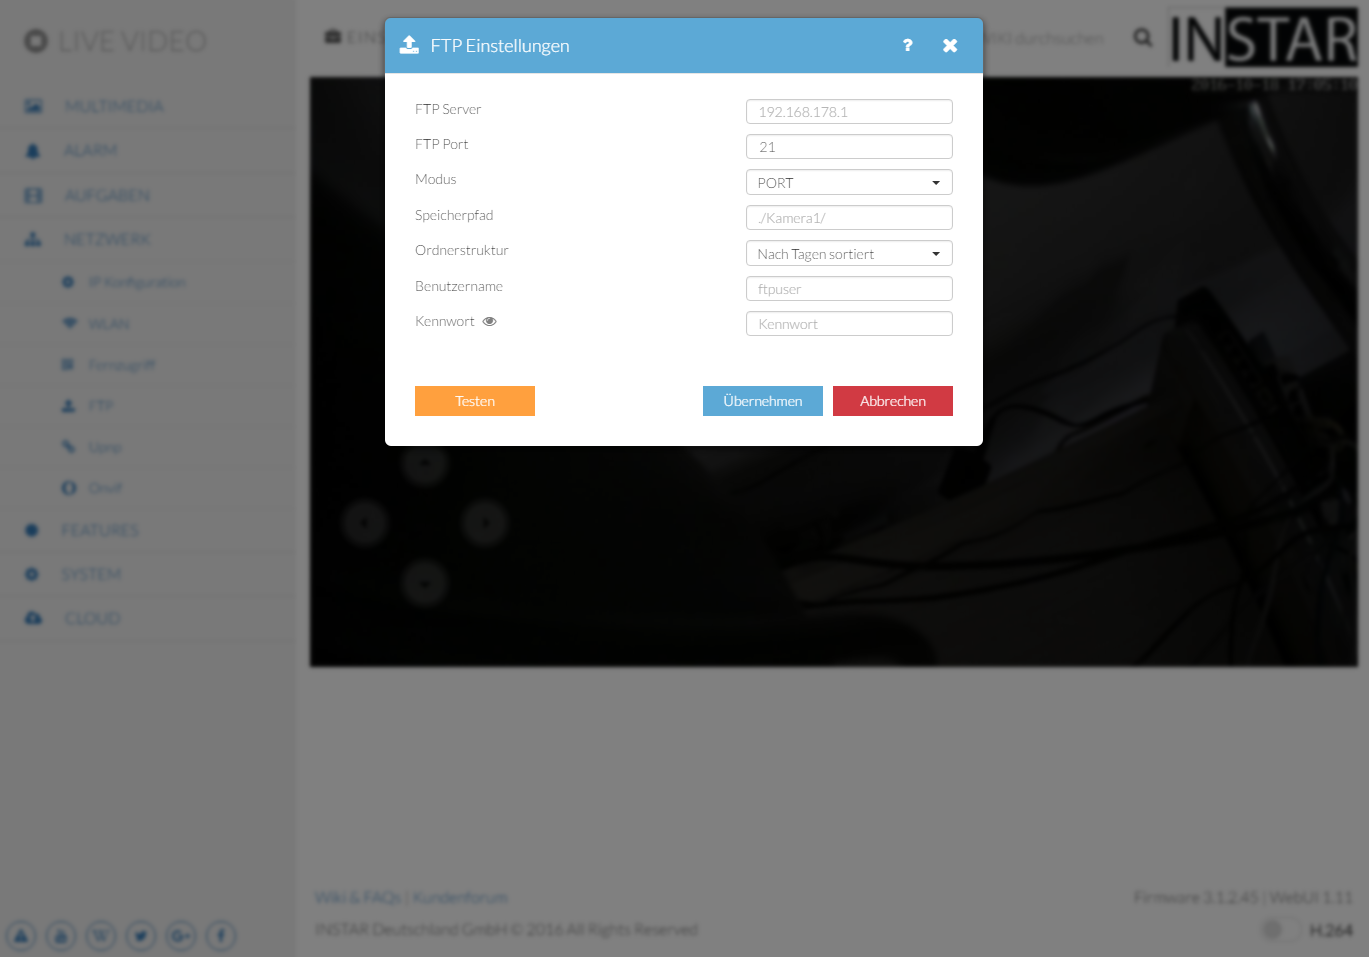 LIVE VIDEO
MULTIMEDIA
ALARM
AUFGABEN
NETZWERK
IP Konfiguration
WLAN
Fernzugriff
FTP
Upnp
Onvif
FEATURES
SYSTEM
CLOUD
durchsuchen
INSTAR
2016-10-18 17:05:10
FTP Einstellungen ?
FTP Server 192.168.178.1
FTP Port 21
Modus PORT
Speicherpfad ./Kamera1/
Ordnerstruktur Nach Tagen sortiert
Benutzername ftpuser
Kennwort Kennwort
Testen Übernehmen Abbrechen
Wiki & FAQs | Kundenforum
Firmware 3.1.2.45 | WebUI 1.11
INSTAR Deutschland GmbH © 2016 All Rights Reserved
H.264